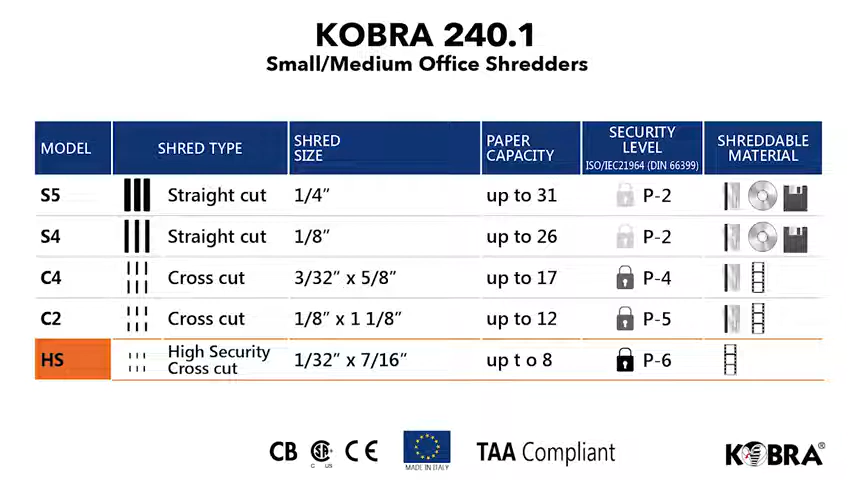 KOBRA 240.1
Small/Medium Office Shredders
MODEL SHRED TYPE SHRED SIZE PAPER CAPACITY SECURITY LEVEL ISO/IEC21964 (DIN 66399) SHREDDABLE MATERIAL
S5 Straight cut 1/4” up to 31 P-2
S4 Straight cut 1/8” up to 26 P-2
C4 Cross cut 3/32” x 5/8” up to 17 P-4
C2 Cross cut 1/8” x 1 1/8” up to 12 P-5
HS High Security Cross cut 1/32” x 7/16” up t o 8 P-6
CB SA C US CE MADE IN ITALY TAA Compliant KOBRA®